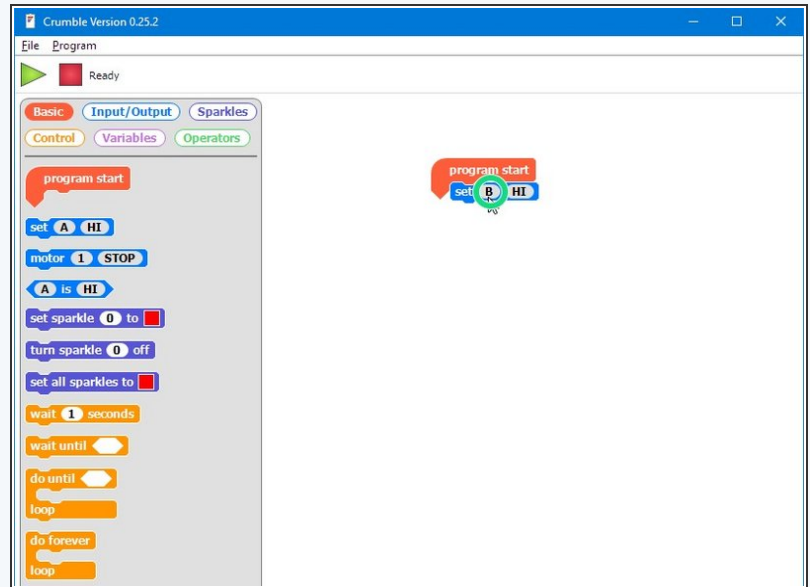 Crumble Version 0.25.2
File Program
Ready
Basic Input/Output Sparkles
Control Variables Operators
program start
set A HI
motor 1 STOP
A is HI
set sparkle 0 to
turn sparkle 0 off
set all sparkles to
wait 1 seconds
wait until
do until
loop
do forever
loop
program start
set B HI